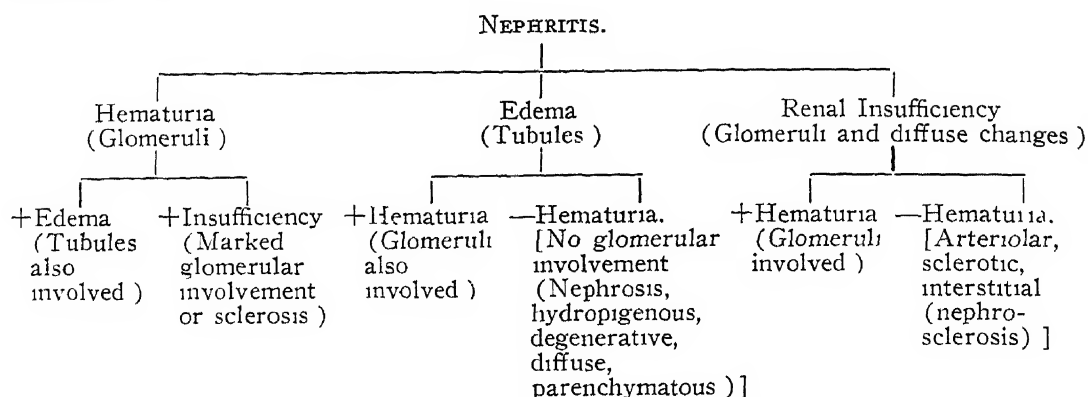 NEPHRITIS.
Hematuria
(Glomeruli)
Edema
(Tubules)
Renal Insufficiency
(Glomeruli and diffuse changes)
+Edema
(Tubules
also
involved)
+Insufficiency
(Marked
glomerular
involvement
or sclerosis)
+Hematuria
(Glomeruli
also
involved)
—Hematuria.
[No glomerular
involvement
(Nephrosis,
hydropigenous,
degenerative,
diffuse,
parenchymatous)]
+Hematuria
(Glomeruli
involved)
—Hematuria.
[Arteriolar,
sclerotic,
interstitial
(nephro-
sclerosis)]